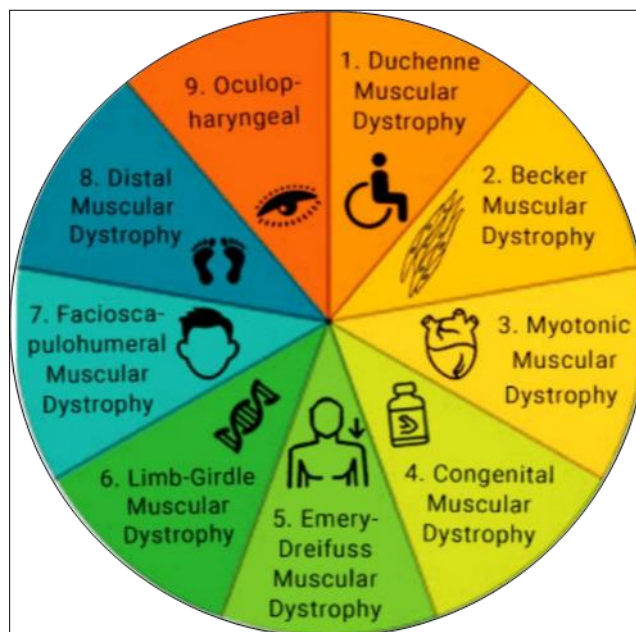 1. Duchenne
Muscular
Dystrophy
2. Becker
Muscular
Dystrophy
3. Myotonic
Muscular
Dystrophy
4. Congenital
Muscular
Dystrophy
5. Emery-
Dreifuss
Muscular
Dystrophy
6. Limb-Girdle
Muscular
Dystrophy
7. Faciosca-
pulohumeral
Muscular
Dystrophy
8. Distal
Muscular
Dystrophy
9. Oculop-
haryngeal